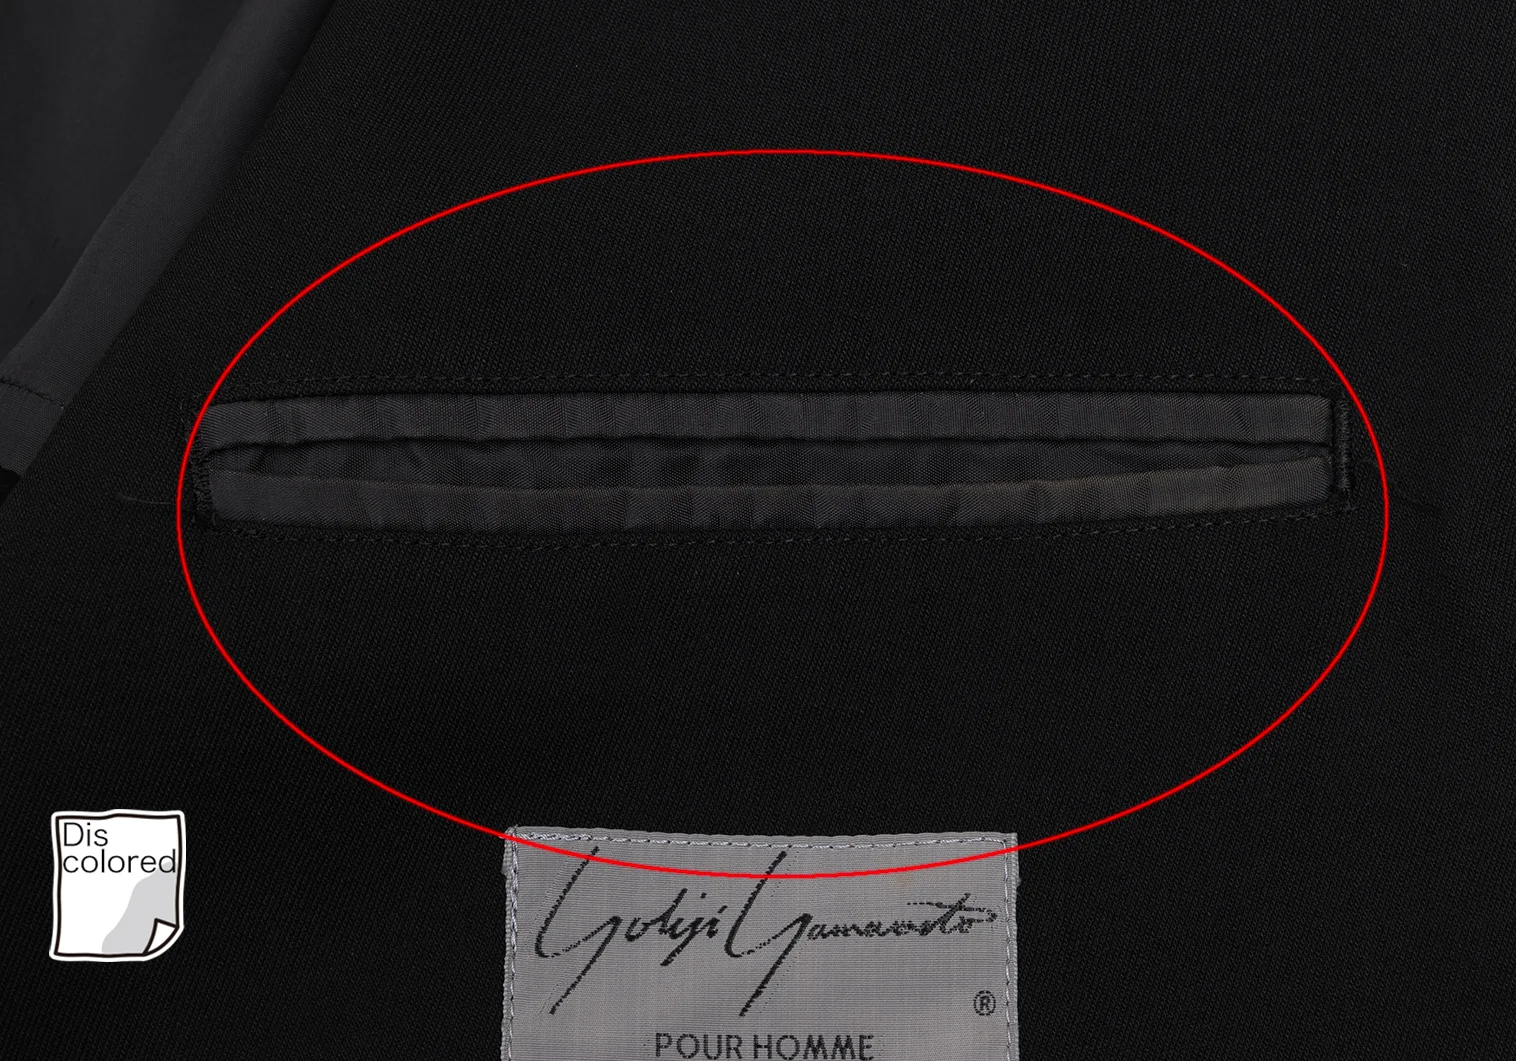 Dis
colored
Yohji Yamamoto
®
POUR HOMME